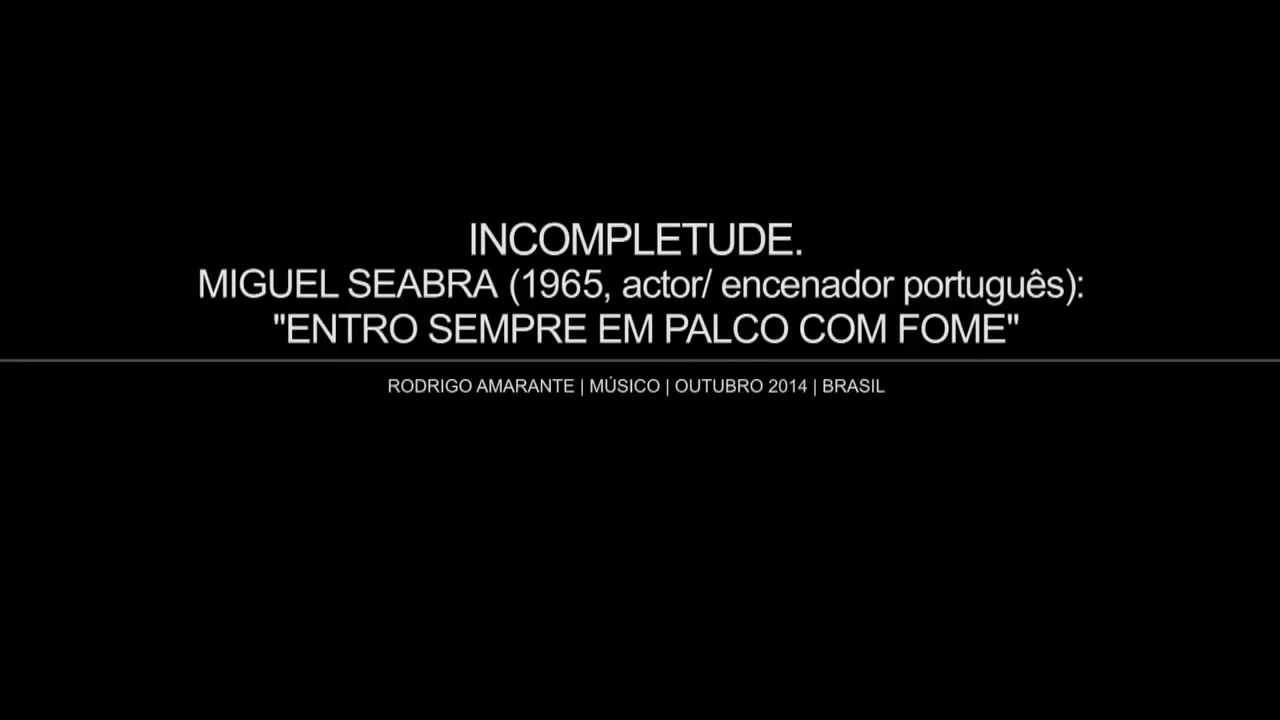 INCOMPLETUDE.
MIGUEL SEABRA (1965, actor/ encenador português):
"ENTRO SEMPRE EM PALCO COM FOME"
RODRIGO AMARANTE | MÚSICO | OUTUBRO 2014 | BRASIL